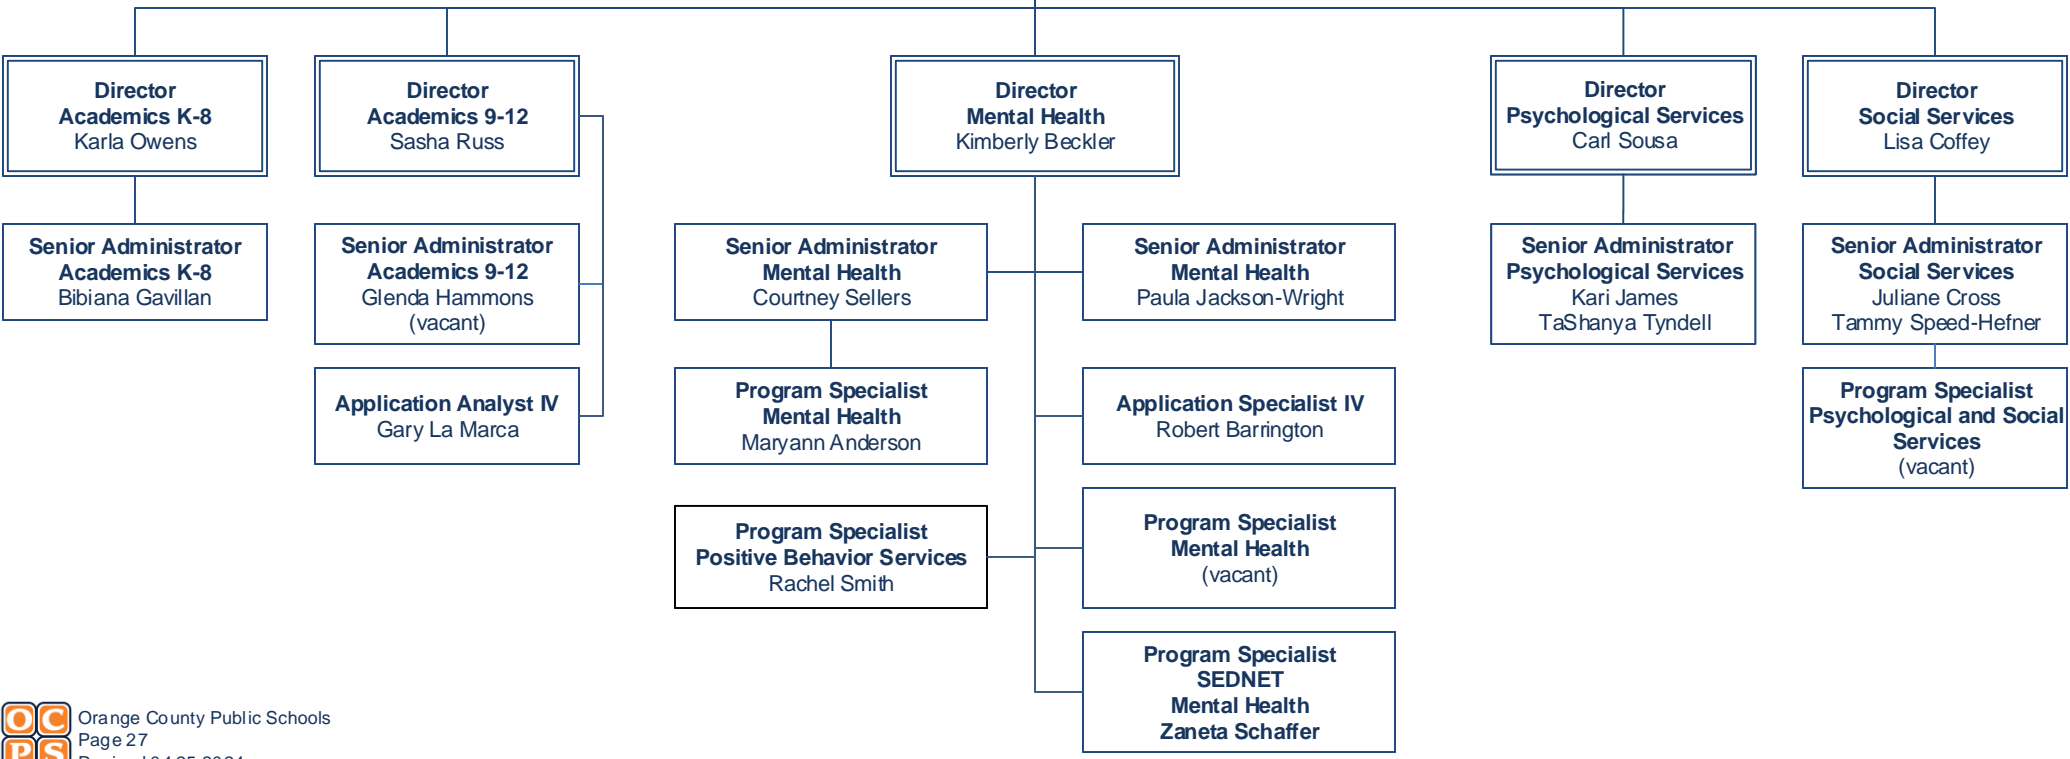 Director
Academics K-8
Karla Owens
Director
Academics 9-12
Sasha Russ
Director
Mental Health
Kimberly Beckler
Director
Psychological Services
Carl Sousa
Director
Social Services
Lisa Coffey
Senior Administrator
Academics K-8
Bibiana Gavillan
Senior Administrator
Academics 9-12
Glenda Hammons
(vacant)
Senior Administrator
Mental Health
Courtney Sellers
Senior Administrator
Mental Health
Paula Jackson-Wright
Senior Administrator
Psychological Services
Kari James
TaShanya Tyndell
Senior Administrator
Social Services
Juliane Cross
Tammy Speed-Hefner
Application Analyst IV
Gary La Marca
Program Specialist
Mental Health
Maryann Anderson
Application Specialist IV
Robert Barrington
Program Specialist
Psychological and Social
Services
(vacant)
Program Specialist
Positive Behavior Services
Rachel Smith
Program Specialist
Mental Health
(vacant)
Program Specialist
SEDNET
Mental Health
Zaneta Schaffer
OC
PS
Orange County Public Schools
Page 27